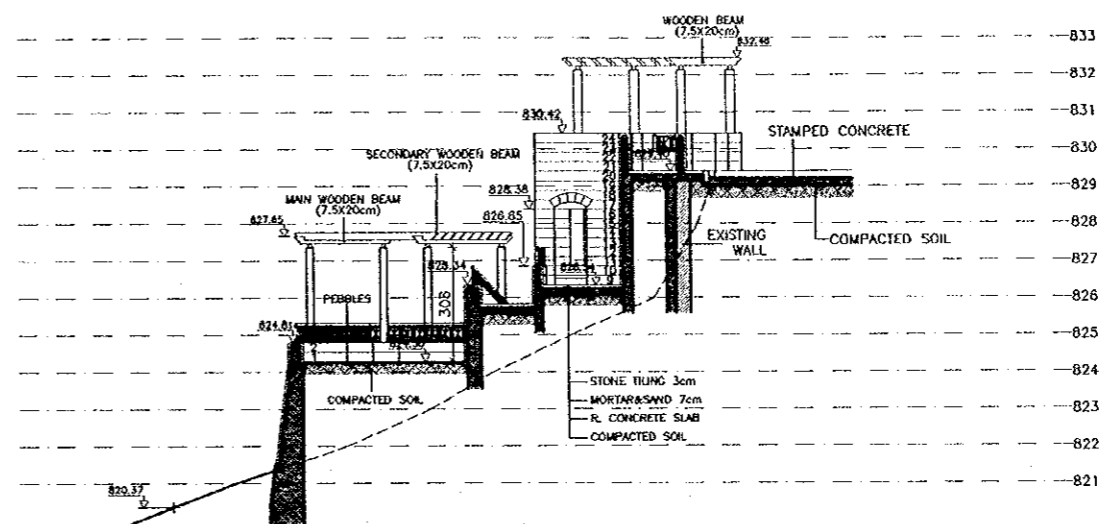 WOODEN BEAM
(7.5X20cm)
832.48
833
832
831
830.42
STAMPED CONCRETE
830
SECONDARY WOODEN BEAM
(7.5X20cm)
829
828.38
MAIN WOODEN BEAM
(7.5X20cm)
827.65
826.85
828
EXISTING
WALL
COMPACTED SOIL
827
PEBBLES
308
826
824.81
825
824
COMPACTED SOIL
STONE TILING 3cm
MORTAR&SAND 7cm
R. CONCRETE SLAB
COMPACTED SOIL
823
822
821
820.37